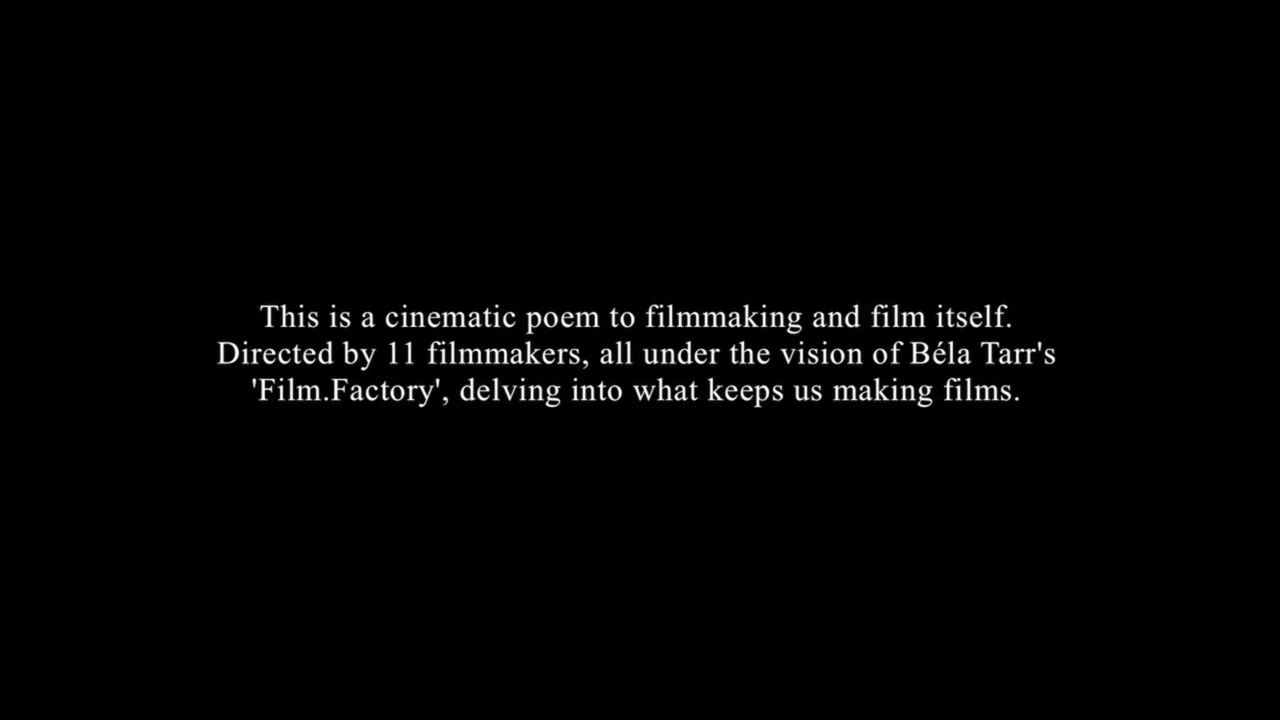 This is a cinematic poem to filmmaking and film itself.
Directed by 11 filmmakers, all under the vision of Béla Tarr's
'Film.Factory', delving into what keeps us making films.